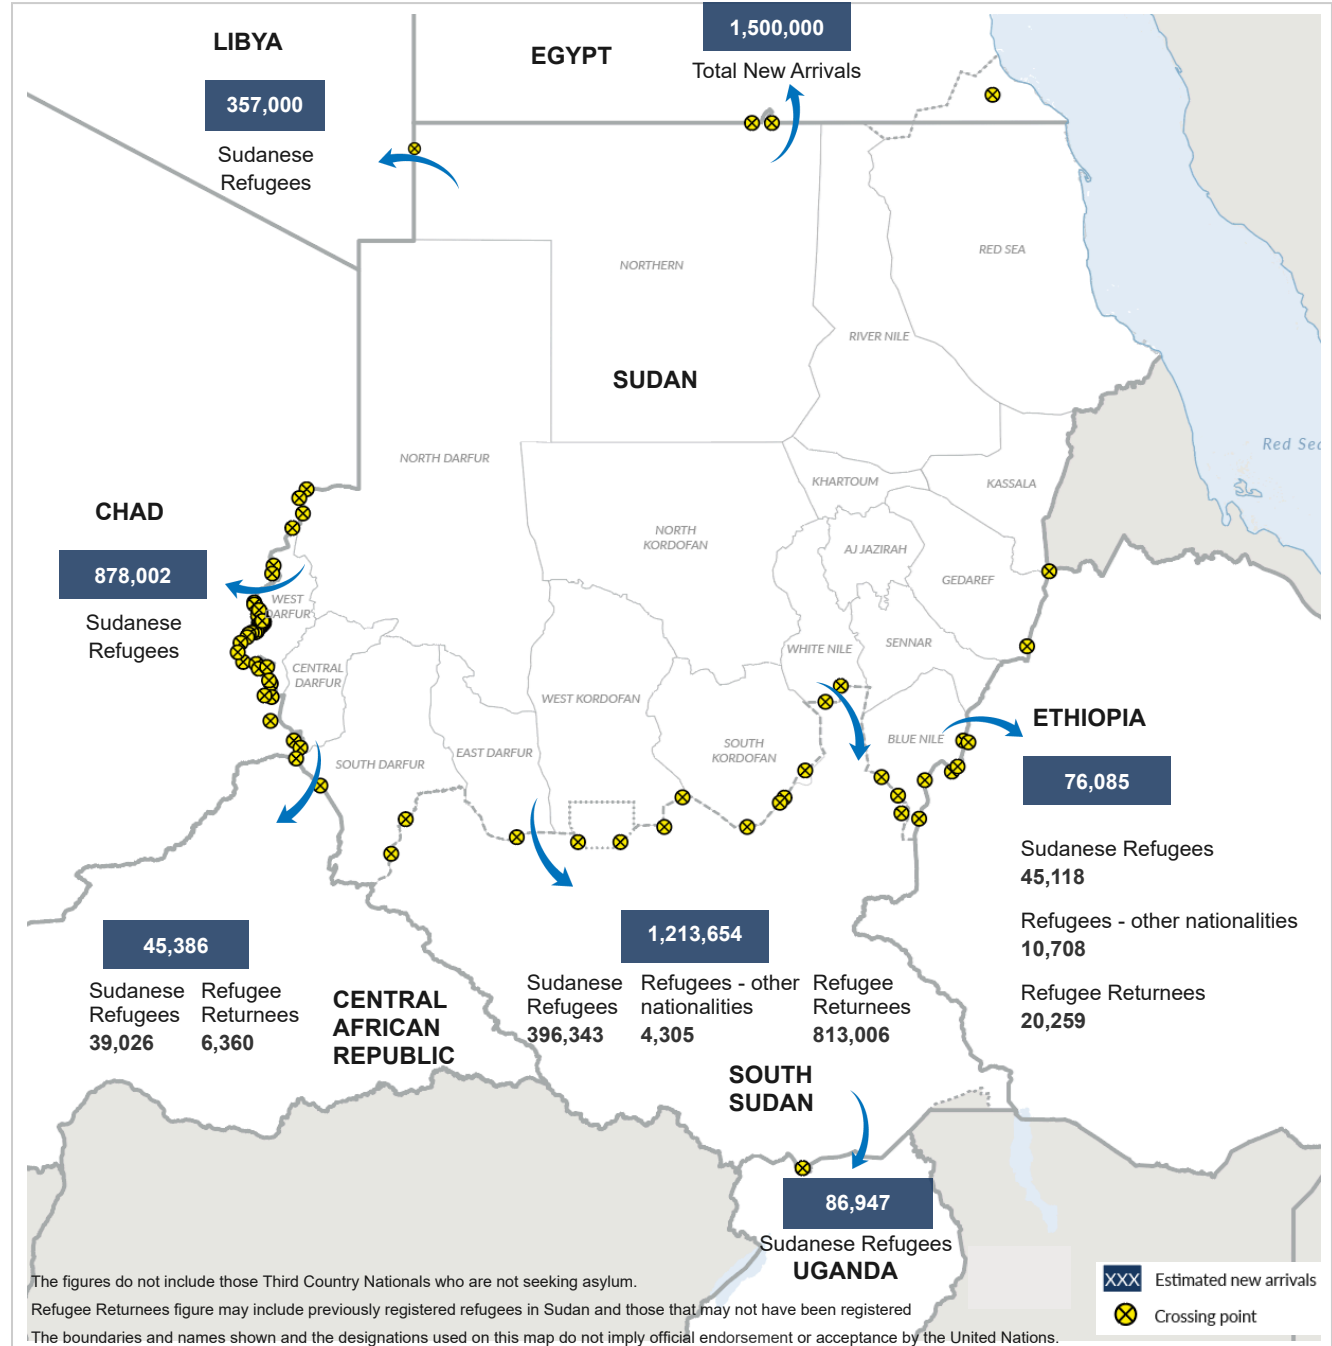 LIBYA
357,000
Sudanese
Refugees
EGYPT
1,500,000
Total New Arrivals
RED SEA
NORTHERN
RIVER NILE
SUDAN
Red Sea
NORTH DARFUR
KHARTOUM
KASSALA
CHAD
878,002
Sudanese
Refugees
NORTH
KORDOFAN
AJ JAZIRAH
GEDAREF
WEST
DARFUR
CENTRAL
DARFUR
WHITE NILE
SENNAR
WEST KORDOFAN
SOUTH DARFUR
EAST DARFUR
SOUTH
KORDOFAN
BLUE NILE
ETHIOPIA
76,085
Sudanese Refugees
45,118
Refugees - other nationalities
10,708
Refugee Returnees
20,259
45,386
Sudanese
Refugees
39,026
Refugee
Returnees
6,360
CENTRAL
AFRICAN
REPUBLIC
1,213,654
Sudanese
Refugees
396,343
Refugees - other
nationalities
4,305
Refugee
Returnees
813,006
SOUTH
SUDAN
86,947
Sudanese Refugees
UGANDA
The figures do not include those Third Country Nationals who are not seeking asylum.
Refugee Returnees figure may include previously registered refugees in Sudan and those that may not have been registered
The boundaries and names shown and the designations used on this map do not imply official endorsement or acceptance by the United Nations.
XXX Estimated new arrivals
Crossing point